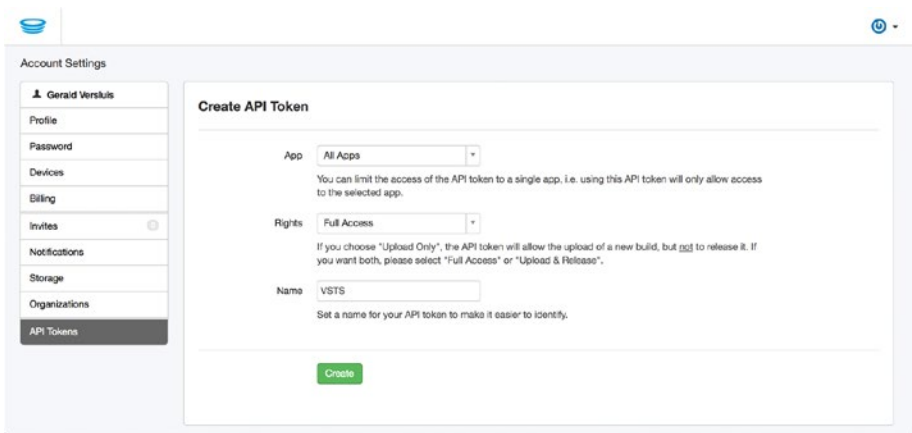 Account Settings
Gerald Versluis
Profile
Password
Devices
Billing
Invites
Notifications
Storage
Organizations
API Tokens
Create API Token
App
All Apps
You can limit the access of the API token to a single app, i.e. using this API token will only allow access
to the selected app.
Rights
Full Access
If you choose "Upload Only", the API token will allow the upload of a new build, but not to release it. If
you want both, please select "Full Access" or "Upload & Release".
Name
VSTS
Set a name for your API token to make it easier to identify.
Create